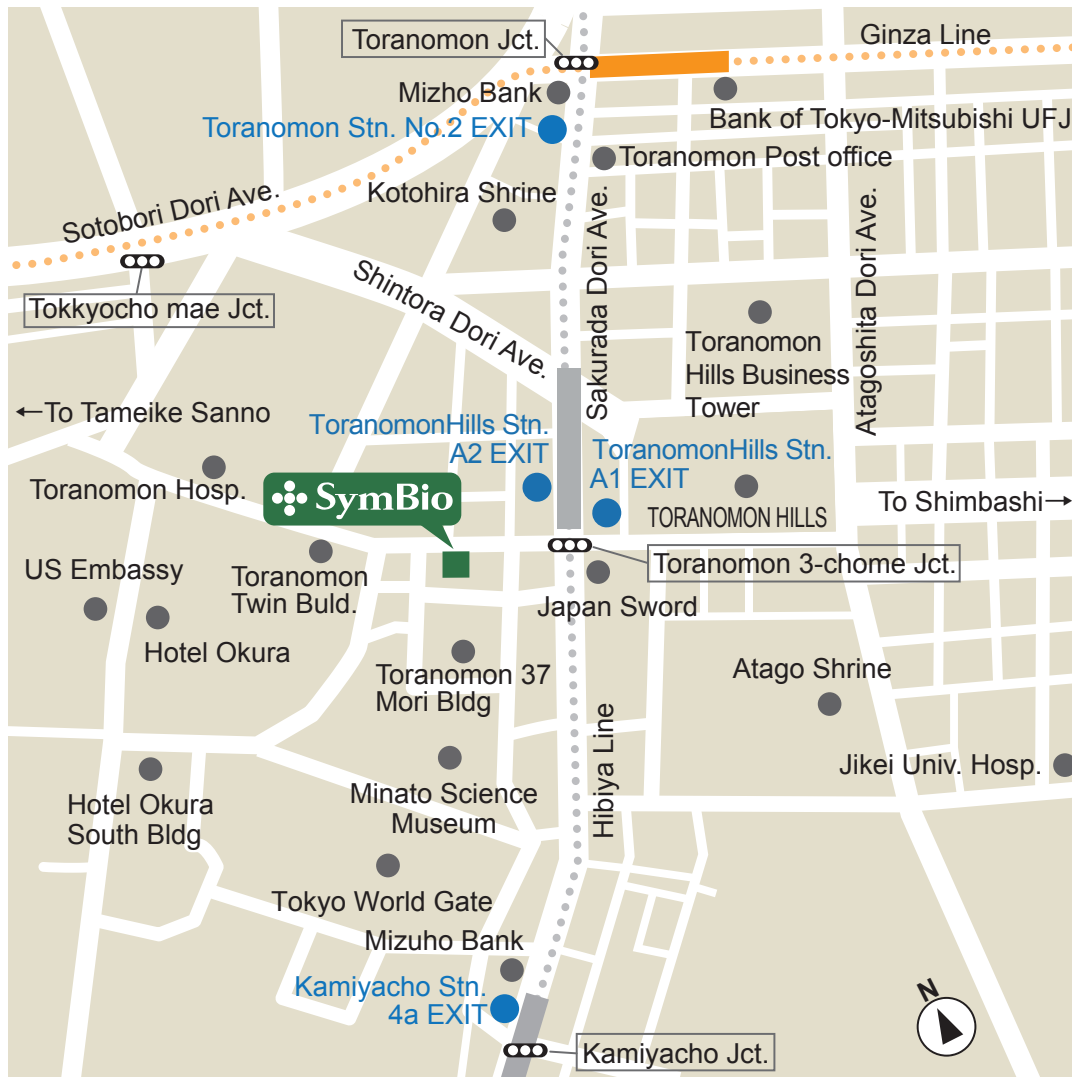 Toranomon Jct.
Ginza Line
Mizho Bank
Bank of Tokyo-Mitsubishi UFJ
Toranomon Stn. No.2 EXIT
Toranomon Post office
Kotohira Shrine
Sotobori Dori Ave.
Sakurada Dori Ave.
Atagoshita Dori Ave.
Shintora Dori Ave.
Tokkyocho mae Jct.
Toranomon
Hills Business
Tower
←To Tameike Sanno
ToranomonHills Stn.
A2 EXIT
ToranomonHills Stn.
A1 EXIT
Toranomon Hosp.
SymBio
TORANOMON HILLS
To Shimbashi→
Toranomon 3-chome Jct.
US Embassy
Toranomon
Twin Buld.
Japan Sword
Hotel Okura
Toranomon 37
Mori Bldg
Atago Shrine
Hibiya Line
Jikei Univ. Hosp.
Hotel Okura
South Bldg
Minato Science
Museum
Tokyo World Gate
Mizuho Bank
Kamiyacho Stn.
4a EXIT
Kamiyacho Jct.
N